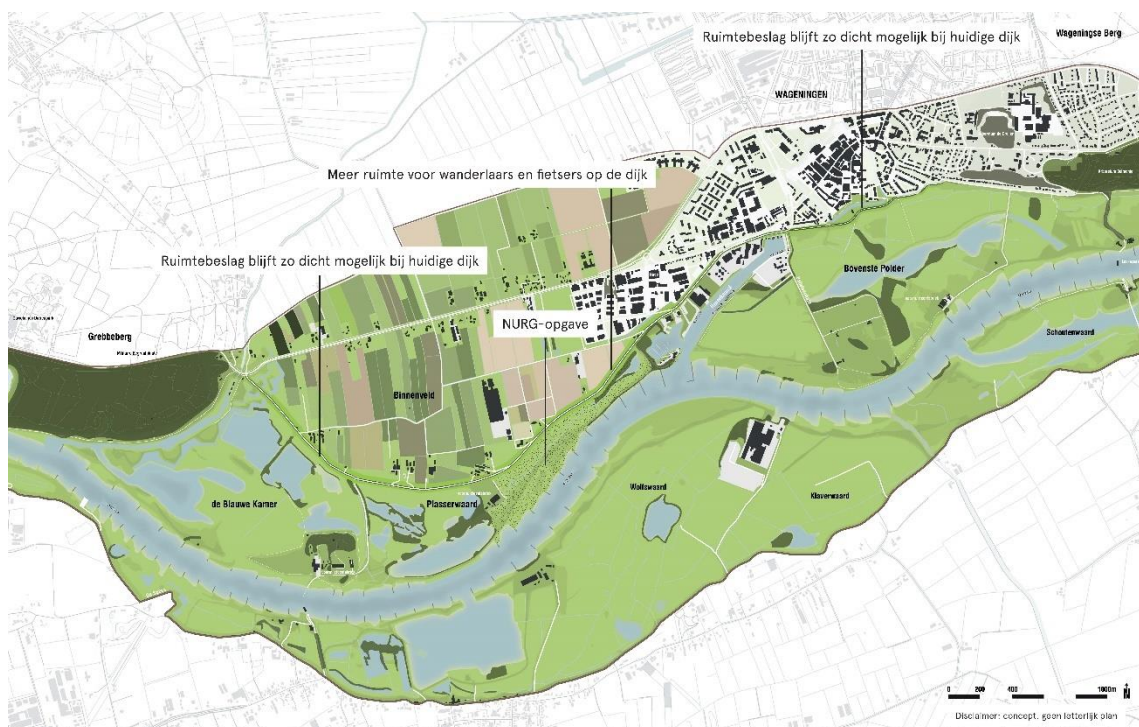 Ruimtebeslag blijft zo dicht mogelijk bij huidige dijk
Wageningse Berg
WAGENINGEN
Meer ruimte voor wanderlaars en fietsers op de dijk
Ruimtebeslag blijft zo dicht mogelijk bij huidige dijk
Bovenste Polder
Grebbeberg
NURG-opgave
Schoutenwaard
Binnenveld
de Blauwe Kamer
Plasserwaard
Wolfswaard
Klaverwaard
0 200 400 1000m
Disclaimer: concept, geen letterlijk plan